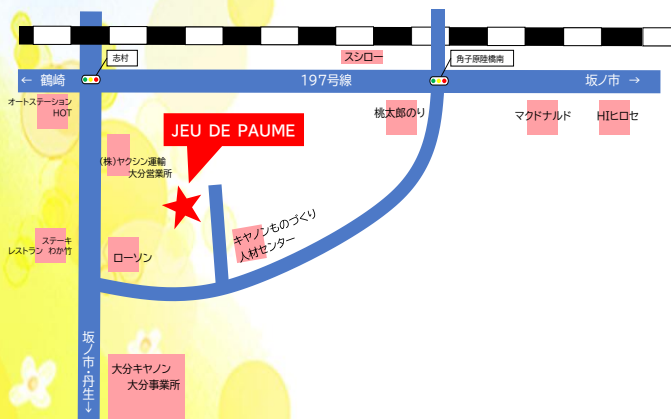 志村
スシロー
角子原陸橋南
← 鶴崎
197号線
坂ノ市 →
オートステーション
HOT
桃太郎のり
マクドナルド
HIヒロセ
JEU DE PAUME
(株)ヤクシン運輸
大分営業所
キヤノンものづくり
人材センター
ステーキ
レストラン わか竹
ローソン
坂ノ市・丹生→
大分キヤノン
大分事業所